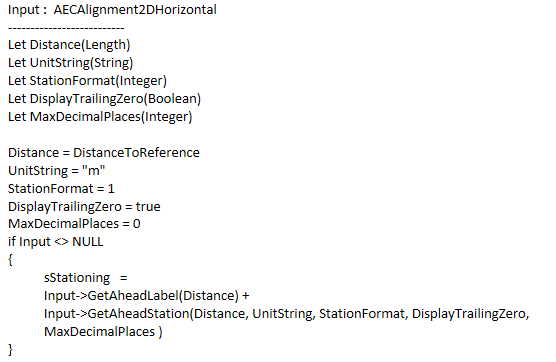 Input :  AECAlignment2DHorizontal
--------------------------
Let Distance(Length)
Let UnitString(String)
Let StationFormat(Integer)
Let DisplayTrailingZero(Boolean)
Let MaxDecimalPlaces(Integer)

Distance = DistanceToReference
UnitString = "m"
StationFormat = 1
DisplayTrailingZero = true
MaxDecimalPlaces = 0
if Input <> NULL
{
sStationing   =
Input->GetAheadLabel(Distance) +
Input->GetAheadStation(Distance, UnitString, StationFormat, DisplayTrailingZero,
MaxDecimalPlaces )
}